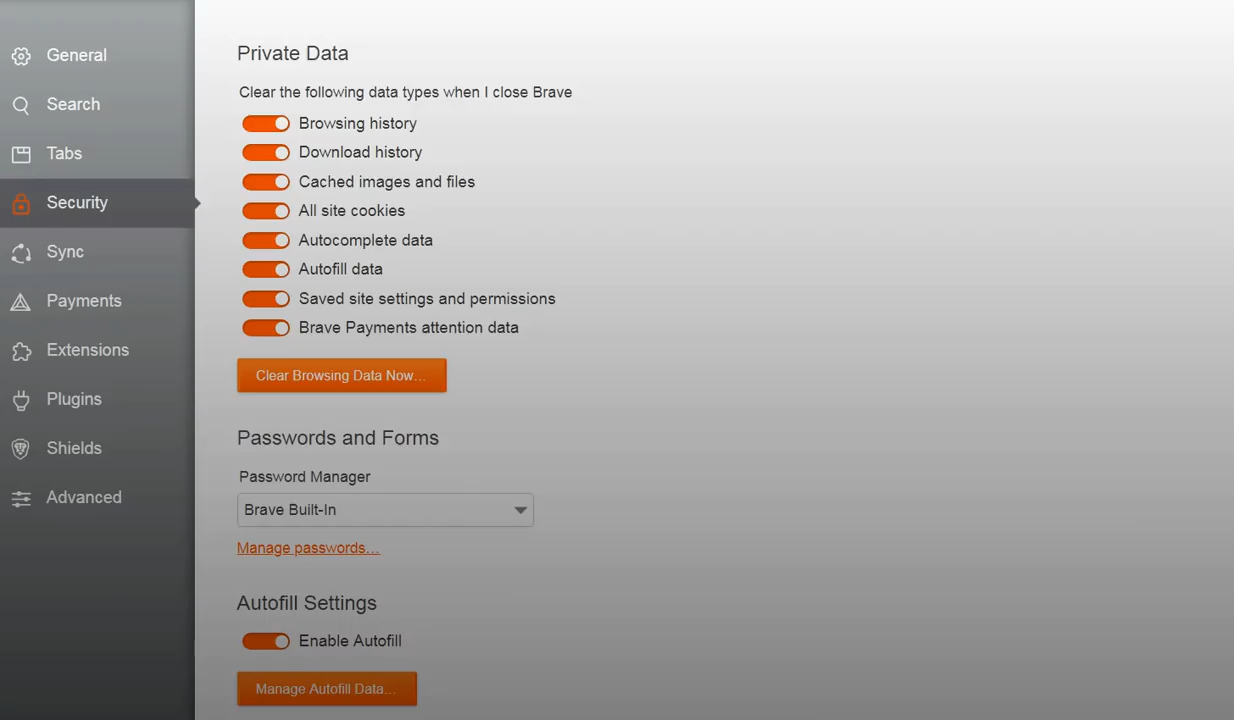 General
Search
Tabs
Security
Sync
Payments
Extensions
Plugins
Shields
Advanced
Private Data
Clear the following data types when I close Brave
Browsing history
Download history
Cached images and files
All site cookies
Autocomplete data
Autofill data
Saved site settings and permissions
Brave Payments attention data
Clear Browsing Data Now…
Passwords and Forms
Password Manager
Brave Built-In
Manage passwords…
Autofill Settings
Enable Autofill
Manage Autofill Data…